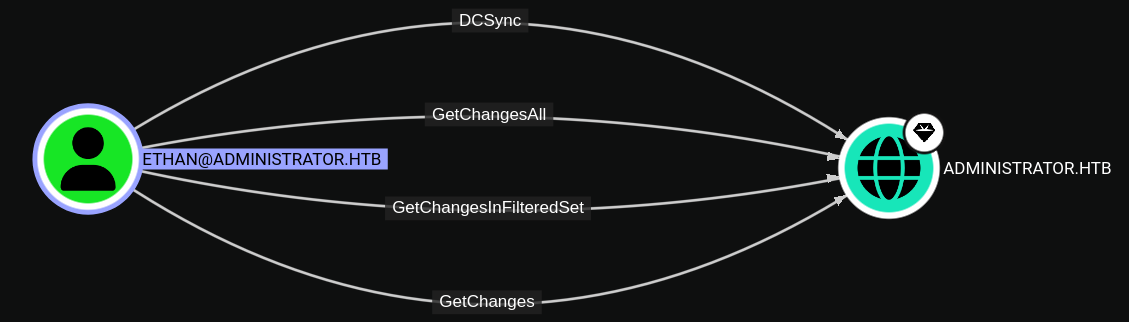 DCSync
GetChangesAll
ETHAN@ADMINISTRATOR.HTB
ADMINISTRATOR.HTB
GetChangesInFilteredSet
GetChanges